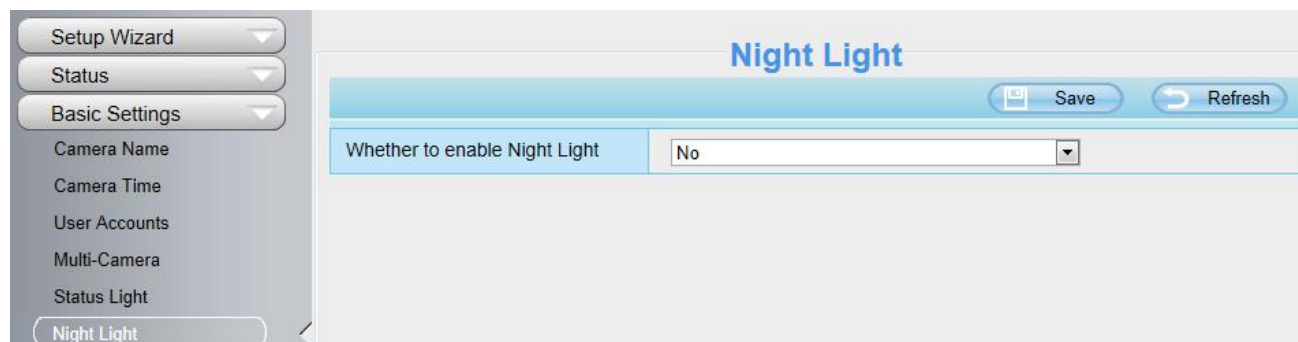 Setup Wizard
Status
Basic Settings
Camera Name
Camera Time
User Accounts
Multi-Camera
Status Light
Night Light
Night Light
Save Refresh
Whether to enable Night Light No